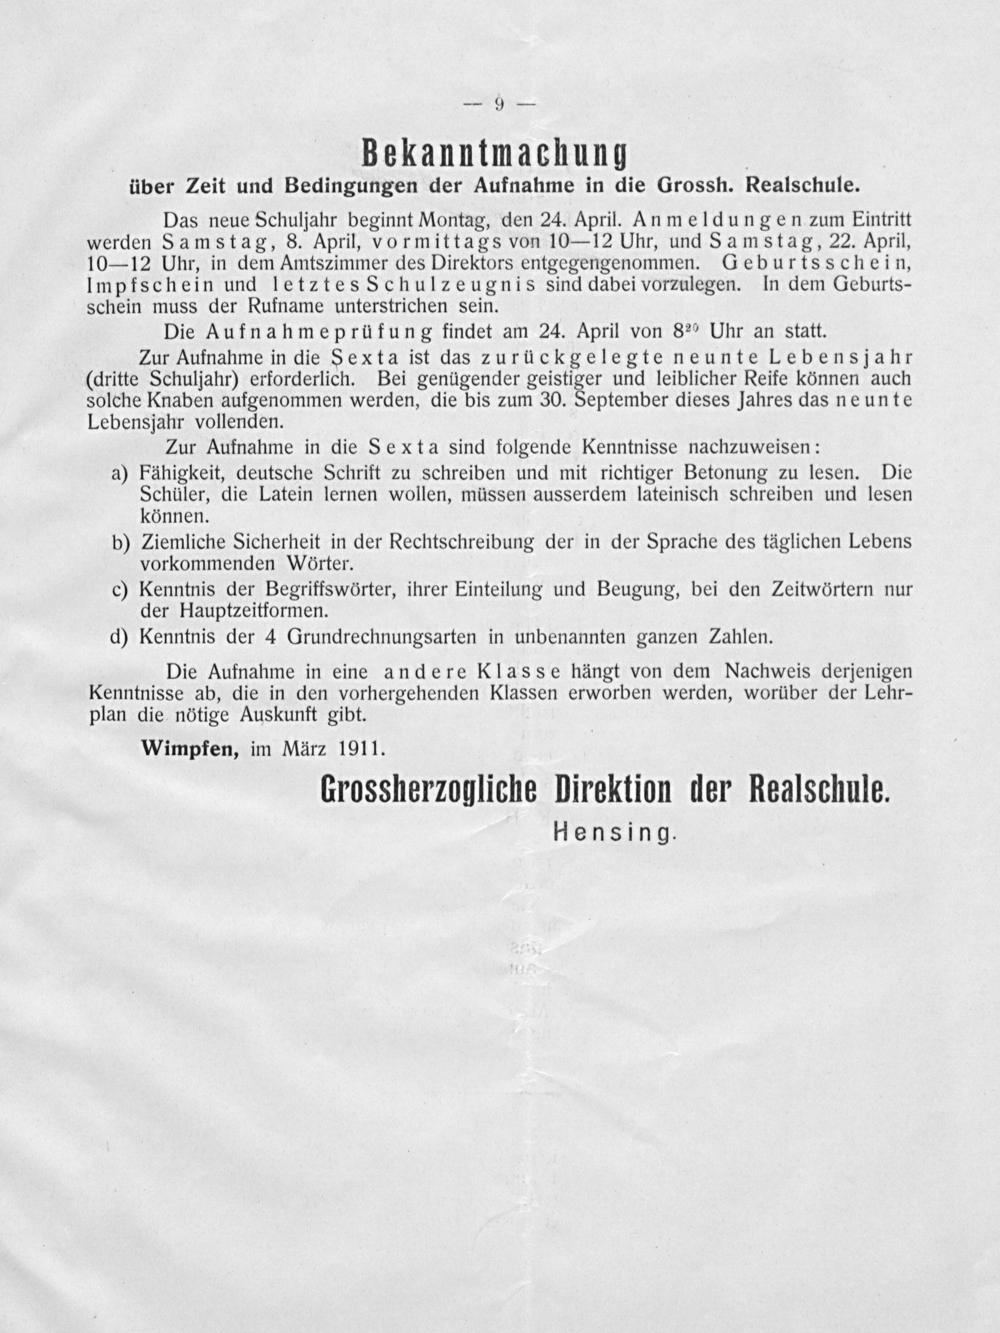 — 9 —
Bekanntmachung
über Zeit und Bedingungen der Aufnahme in die Grossh. Realschule.
Das neue Schuljahr beginnt Montag, den 24. April. Anmeldungen zum Eintritt
werden Samstag, 8. April, vormittags von 10—12 Uhr, und Samstag, 22. April,
10—12 Uhr, in dem Amtszimmer des Direktors entgegengenommen. Geburtsschein,
Impfschein und letztes Schulzeugnis sind dabei vorzulegen. In dem Geburts-
schein muss der Rufname unterstrichen sein.
Die Aufnahmeprüfung findet am 24. April von 8²⁰ Uhr an statt.
Zur Aufnahme in die Sexta ist das zurückgelegte neunte Lebensjahr
(dritte Schuljahr) erforderlich. Bei genügender geistiger und leiblicher Reife können auch
solche Knaben aufgenommen werden, die bis zum 30. September dieses Jahres das neunte
Lebensjahr vollenden.
Zur Aufnahme in die Sexta sind folgende Kenntnisse nachzuweisen:
a) Fähigkeit, deutsche Schrift zu schreiben und mit richtiger Betonung zu lesen. Die
Schüler, die Latein lernen wollen, müssen ausserdem lateinisch schreiben und lesen
können.
b) Ziemliche Sicherheit in der Rechtschreibung der in der Sprache des täglichen Lebens
vorkommenden Wörter.
c) Kenntnis der Begriffswörter, ihrer Einteilung und Beugung, bei den Zeitwörtern nur
der Hauptzeitformen.
d) Kenntnis der 4 Grundrechnungsarten in unbenannten ganzen Zahlen.
Die Aufnahme in eine andere Klasse hängt von dem Nachweis derjenigen
Kenntnisse ab, die in den vorhergehenden Klassen erworben werden, worüber der Lehr-
plan die nötige Auskunft gibt.
Wimpfen, im März 1911.
Grossherzogliche Direktion der Realschule.
Hensing.